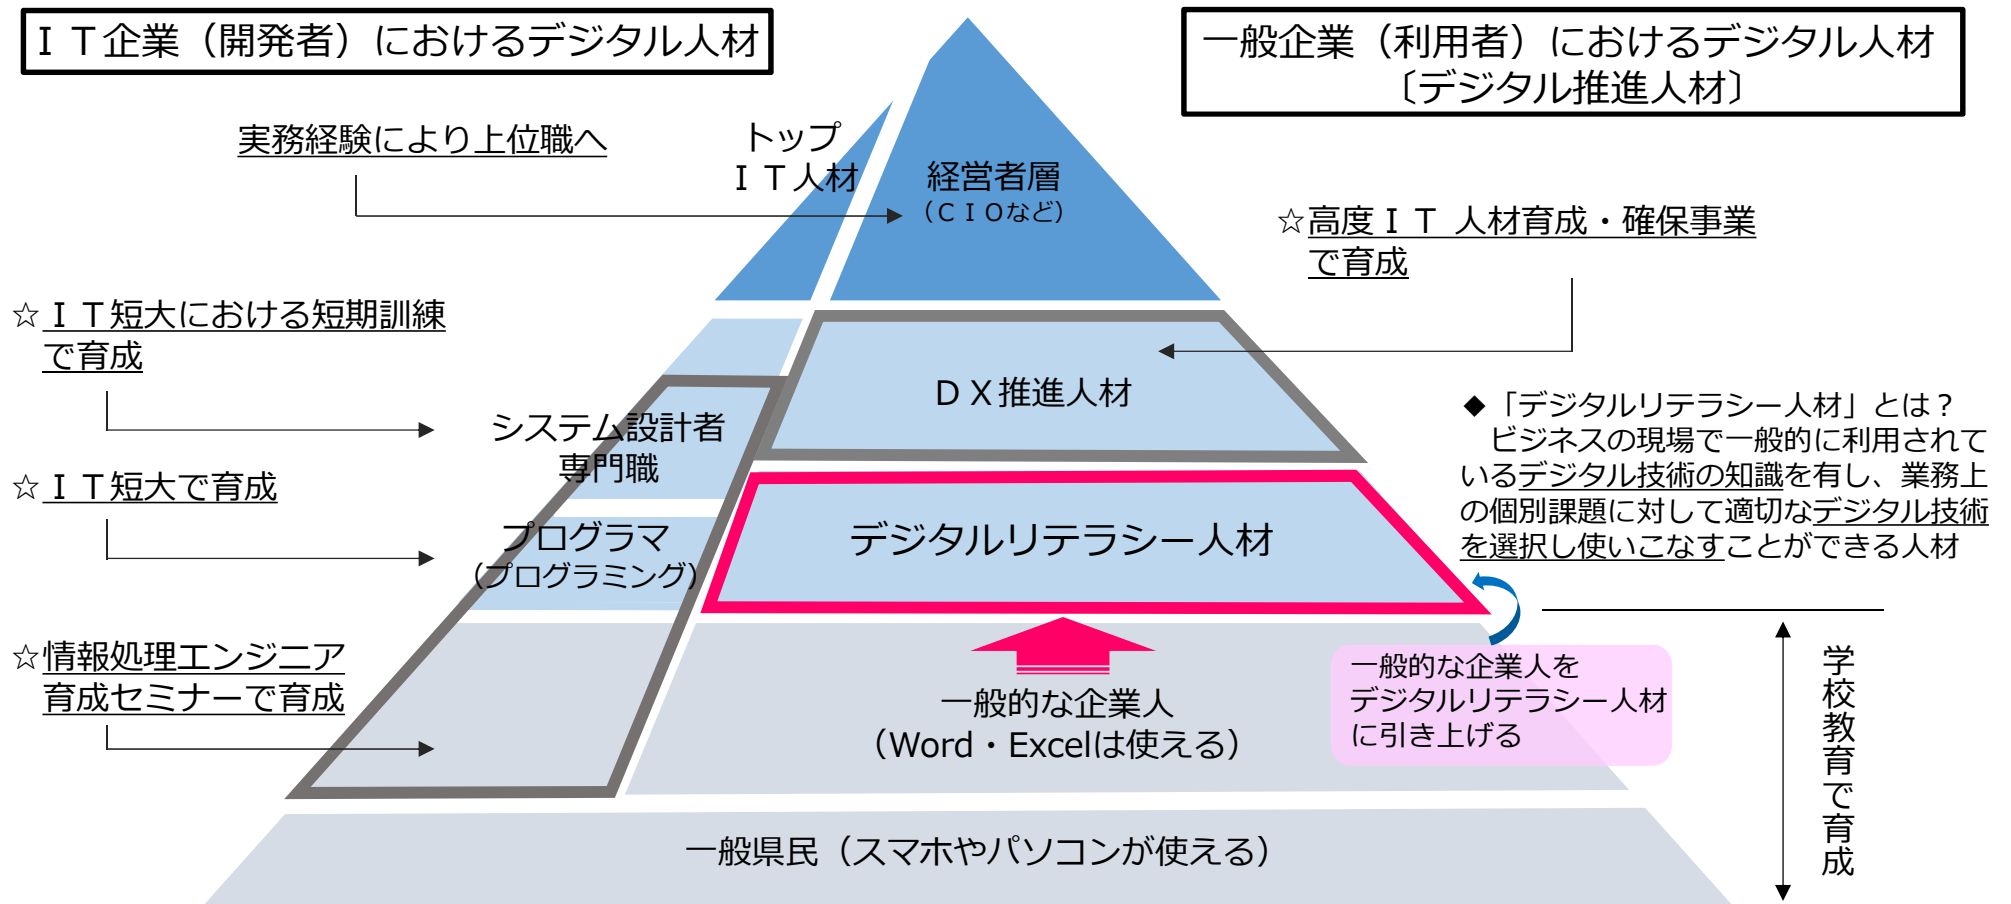 ＩＴ企業（開発者）におけるデジタル人材
一般企業（利用者）におけるデジタル人材
〔デジタル推進人材〕
実務経験により上位職へ
トップ
ＩＴ人材
経営者層
（ＣＩＯなど）
☆高度ＩＴ 人材育成・確保事業
で育成
☆ＩＴ短大における短期訓練
で育成
ＤＸ推進人材
システム設計者
専門職
☆ＩＴ短大で育成
◆「デジタルリテラシー人材」とは？
ビジネスの現場で一般的に利用されて
いるデジタル技術の知識を有し、業務上
の個別課題に対して適切なデジタル技術
を選択し使いこなすことができる人材
プログラマ
（プログラミング）
デジタルリテラシー人材
☆情報処理エンジニア
育成セミナーで育成
一般的な企業人
（Word・Excelは使える）
一般的な企業人を
デジタルリテラシー人材
に引き上げる
学校教育で育成
一般県民（スマホやパソコンが使える）